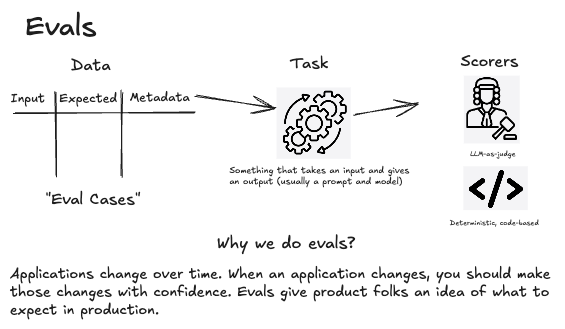 Evals
Data
Task
Scorers
Input
Expected
Metadata
LLM-as-judge
Something that takes an input and gives
an output (usually a prompt and model)
"Eval Cases"
</>
Deterministic, code-based
Why we do evals?
Applications change over time. When an application changes, you should make
those changes with confidence. Evals give product folks an idea of what to
expect in production.